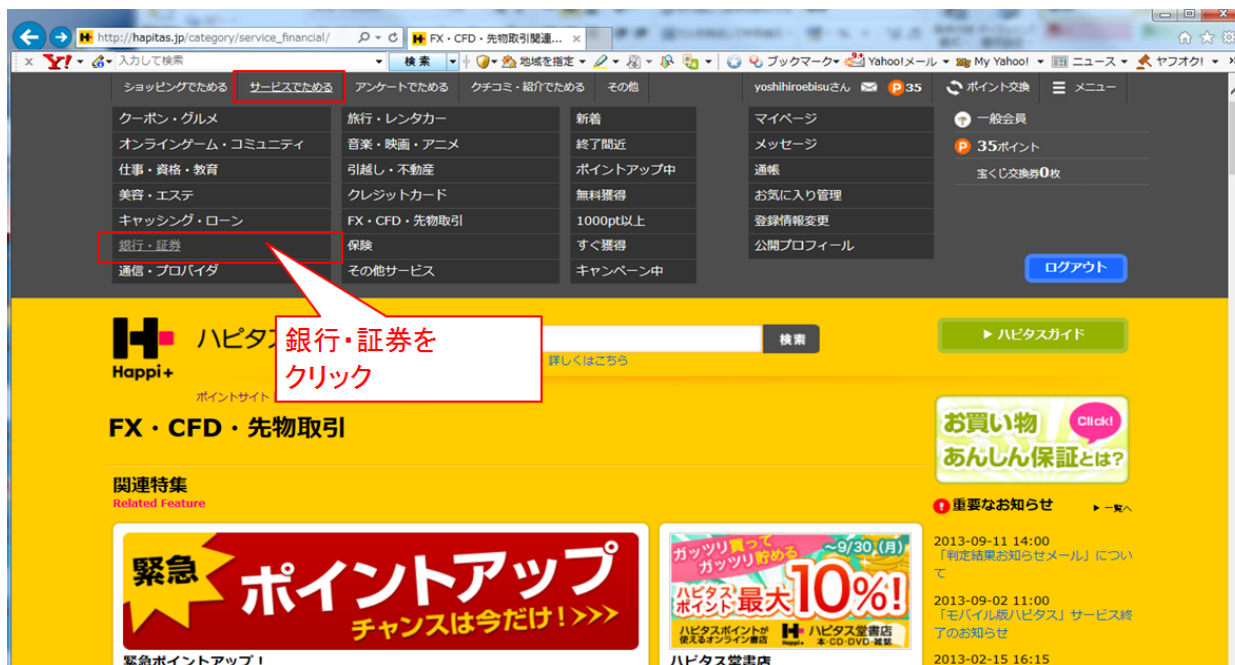 http://hapitas.jp/category/service_financial/
FX・CFD・先物取引関連...
Y!
入力して検索
検索
地域を指定
ブックマーク
Yahoo!メール
My Yahoo!
ニュース
ヤフオク!
ショッピングでためる サービスでためる アンケートでためる クチコミ・紹介でためる その他
yoshihiroebisuさん P35 ポイント交換 メニュー
クーポン・グルメ 旅行・レンタカー 新着 マイページ 一般会員
オンラインゲーム・コミュニティ 音楽・映画・アニメ 終了間近 メッセージ P 35ポイント
仕事・資格・教育 引越し・不動産 ポイントアップ中 通帳 宝くじ交換券0枚
美容・エステ クレジットカード 無料獲得 お気に入り管理
キャッシング・ローン FX・CFD・先物取引 1000pt以上 登録情報変更
銀行・証券 保険 すぐ獲得 公開プロフィール
通信・プロバイダ その他サービス キャンペーン中 ログアウト
銀行・証券を
クリック
Happi+
ハピタ
検索
詳しくはこちら
ハピタスガイド
ポイントサイト
FX・CFD・先物取引
お買い物
Click!
あんしん保証とは?
関連特集
Related Feature
緊急
ポイントアップ
チャンスは今だけ!>>>
緊急ポイントアップ!
ガッツリ買って
ガッツリ貯める
~9/30(月)
ハピタス
ポイント最大10%!
ハピタスポイントが
使えるオンライン書店
Happi+
ハピタス堂書店
本・CD・DVD・雑誌
ハピタス堂書店
重要なお知らせ
一覧へ
2013-09-11 14:00
「判定結果お知らせメール」につい
て
2013-09-02 11:00
「モバイル版ハピタス」サービス終
了のお知らせ
2013-02-15 16:15